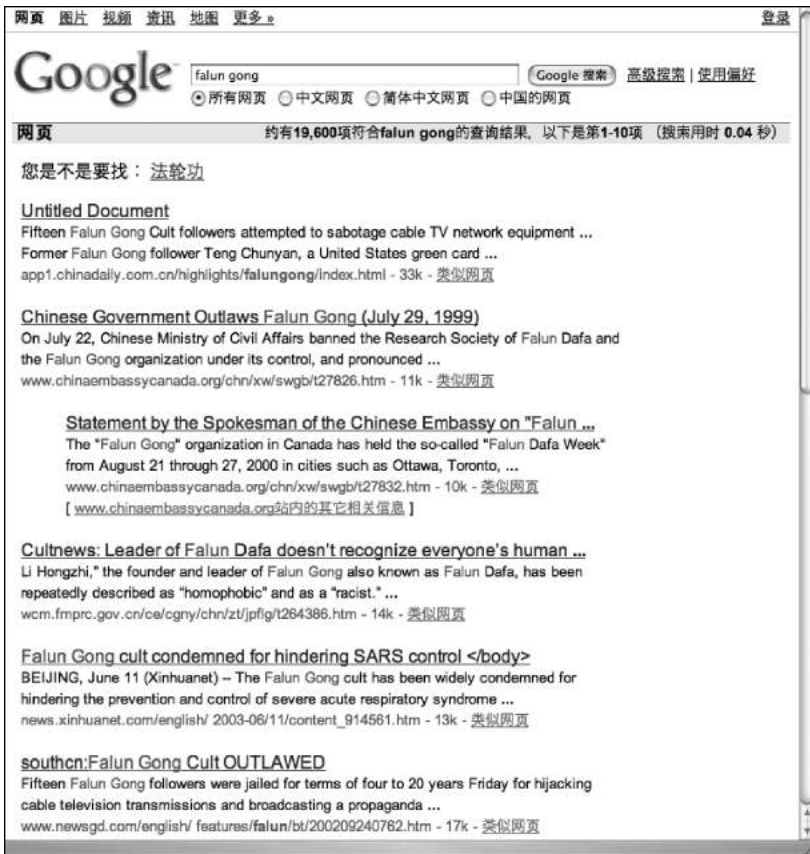 网页 图片 视频 资讯 地图 更多 »
登录
Google™
falun gong
Google 搜索
高级搜索 | 使用偏好
所有网页 中文网页 简体中文网页 中国的网页
网页
约有19,600项符合falun gong的查询结果，以下是第1-10项 （搜索用时 0.04 秒）
您是不是要找： 法轮功
Untitled Document
Fifteen Falun Gong Cult followers attempted to sabotage cable TV network equipment ...
Former Falun Gong follower Teng Chunyan, a United States green card ...
app1.chinadaily.com.cn/highlights/falungong/index.html - 33k - 类似网页
Chinese Government Outlaws Falun Gong (July 29, 1999)
On July 22, Chinese Ministry of Civil Affairs banned the Research Society of Falun Dafa and
the Falun Gong organization under its control, and pronounced ...
www.chinaembassycanada.org/chn/xw/swgb/t27826.htm - 11k - 类似网页
Statement by the Spokesman of the Chinese Embassy on "Falun ...
The "Falun Gong" organization in Canada has held the so-called "Falun Dafa Week"
from August 21 through 27, 2000 in cities such as Ottawa, Toronto, ...
www.chinaembassycanada.org/chn/xw/swgb/t27832.htm - 10k - 类似网页
[ www.chinaembassycanada.org站内的其它相关信息 ]
Cultnews: Leader of Falun Dafa doesn't recognize everyone's human ...
Li Hongzhi," the founder and leader of Falun Gong also known as Falun Dafa, has been
repeatedly described as "homophobic" and as a "racist." ...
wcm.fmprc.gov.cn/ce/cgny/chn/zt/jpflg/t264386.htm - 14k - 类似网页
Falun Gong cult condemned for hindering SARS control </body>
BEIJING, June 11 (Xinhuanet) -- The Falun Gong cult has been widely condemned for
hindering the prevention and control of severe acute respiratory syndrome ...
news.xinhuanet.com/english/ 2003-06/11/content_914561.htm - 13k - 类似网页
southcn:Falun Gong Cult OUTLAWED
Fifteen Falun Gong followers were jailed for terms of four to 20 years Friday for hijacking
cable television transmissions and broadcasting a propaganda ...
www.newsgd.com/english/ features/falun/bt/200209240762.htm - 17k - 类似网页